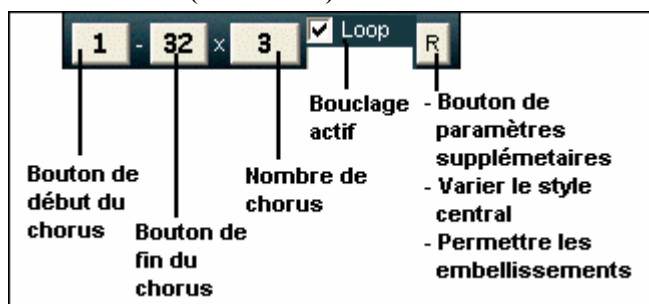 1 - 32 x 3 Loop R
Bouclage
actif
- Bouton de
paramètres
supplémetaires
- Varier le style
central
- Permettre les
embellissements
Bouton de
début du
chorus
Bouton de
fin du
chorus
Nombre de
chorus